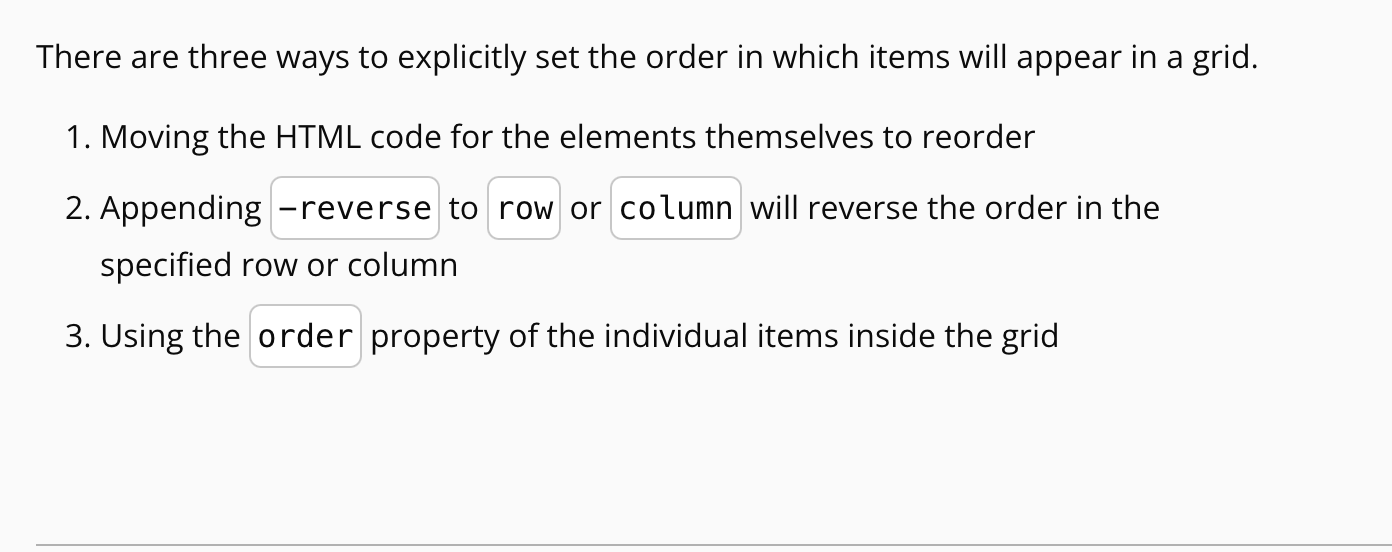 There are three ways to explicitly set the order in which items will appear in a grid.
1. Moving the HTML code for the elements themselves to reorder
2. Appending -reverse to row or column will reverse the order in the
specified row or column
3. Using the order property of the individual items inside the grid